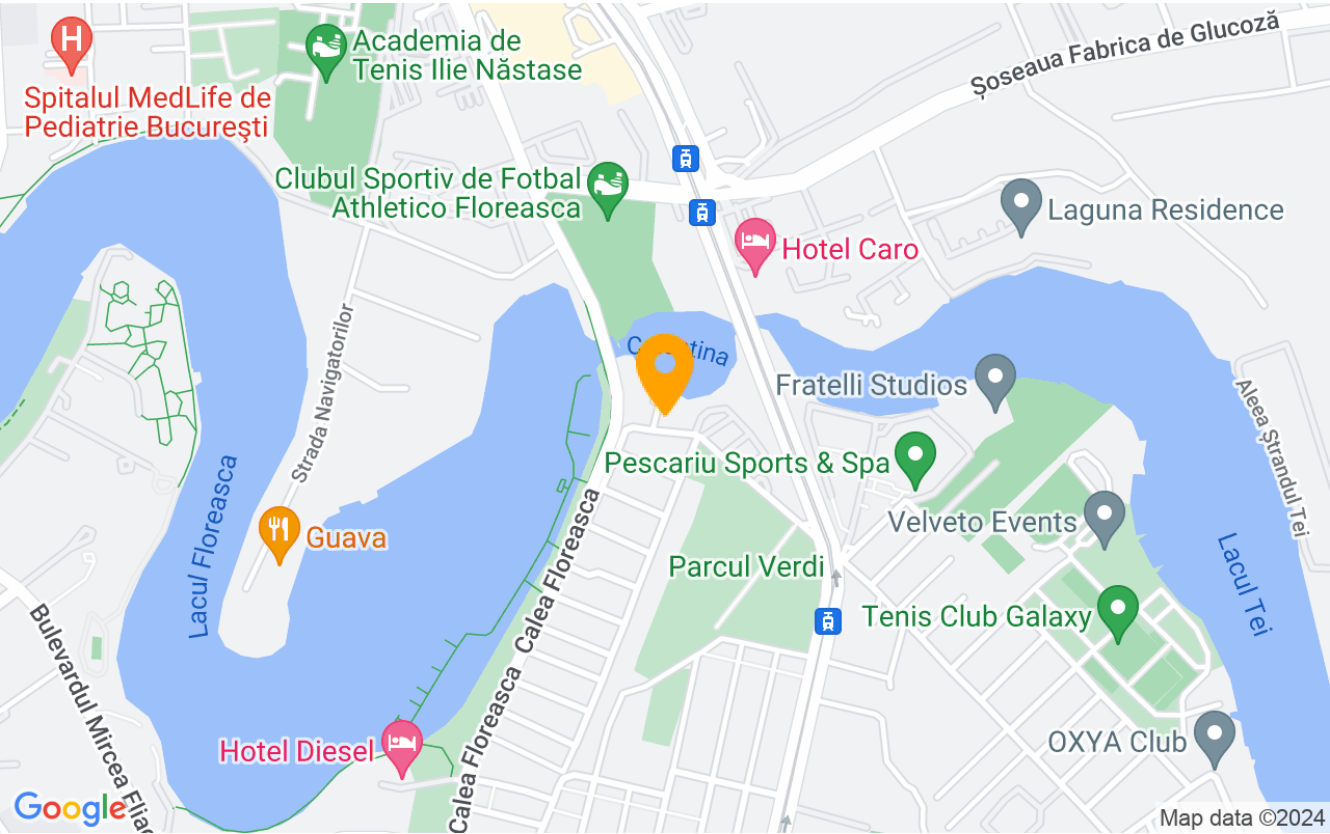 Șoseaua Fabrica de Glucoză
Academia de
Tenis Ilie Năstase
Spitalul MedLife de
Pediatrie București
Clubul Sportiv de Fotbal
Athletico Floreasca
Laguna Residence
Hotel Caro
Strada Navigatorilor
Fratelli Studios
Aleea Ștrandul Tei
Pescariu Sports & Spa
Lacul Floreasca
Guava
Velveto Events
Calea Floreasca
Parcul Verdi
Lacul Tei
Tenis Club Galaxy
Bulevardul Mircea Eliad
Calea Floreasca
Hotel Diesel
OXYA Club
Google
Map data ©2024